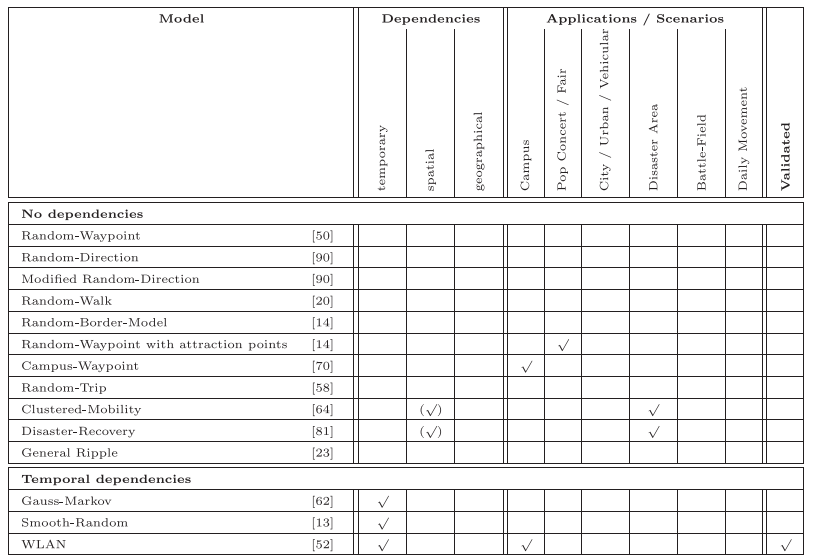 Model Dependencies Applications / Scenarios
temporary spatial geographical Campus Pop Concert / Fair City / Urban / Vehicular Disaster Area Battle-Field Daily Movement Validated
No dependencies
Random-Waypoint [50]
Random-Direction [90]
Modified Random-Direction [90]
Random-Walk [20]
Random-Border-Model [14]
Random-Waypoint with attraction points [14] √
Campus-Waypoint [70] √
Random-Trip [58]
Clustered-Mobility [64] (√) √
Disaster-Recovery [81] (√) √
General Ripple [23]
Temporal dependencies
Gauss-Markov [62] √
Smooth-Random [13] √
WLAN [52] √ √ √